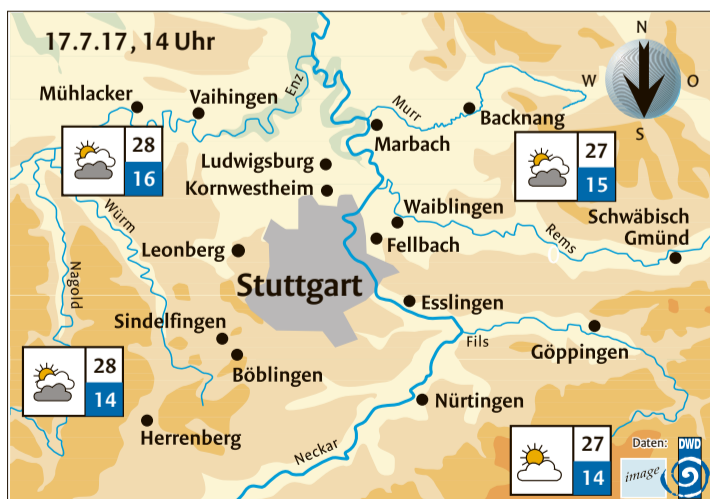 17.7.17, 14 Uhr
N
W
O
S
Mühlacker
Vaihingen
Enz
Murr
Backnang
Marbach
28
16
27
15
Ludwigsburg
Kornwestheim
Waiblingen
Schwäbisch
Gmünd
Würm
Rems
Leonberg
Fellbach
0
Nagold
Stuttgart
Esslingen
Sindelfingen
Fils
Göppingen
28
14
Böblingen
Nürtingen
Herrenberg
Neckar
27
14
Daten:
DWD
image